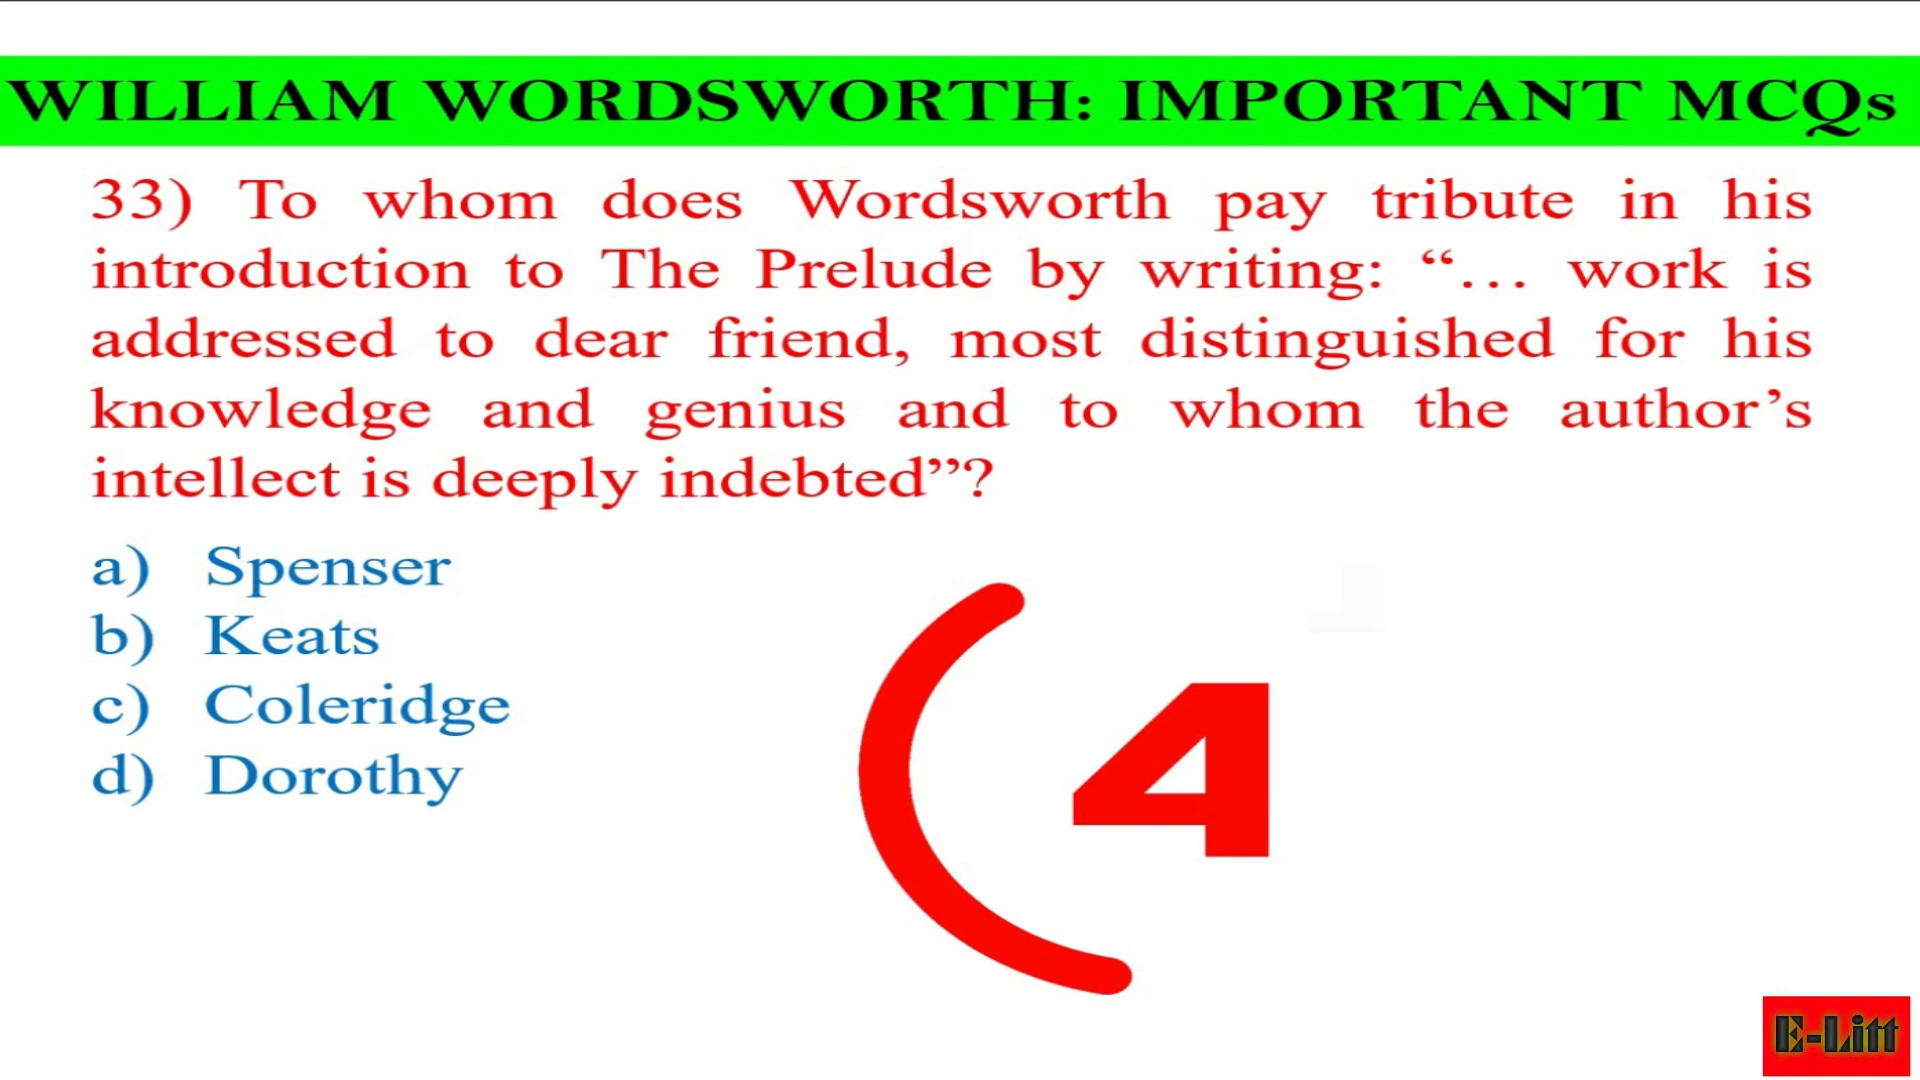 WILLIAM WORDSWORTH: IMPORTANT MCQs
33) To whom does Wordsworth pay tribute in his
introduction to The Prelude by writing: “… work is
addressed to dear friend, most distinguished for his
knowledge and genius and to whom the author’s
intellect is deeply indebted”?
a) Spenser
b) Keats
c) Coleridge
d) Dorothy
4
E-Litt